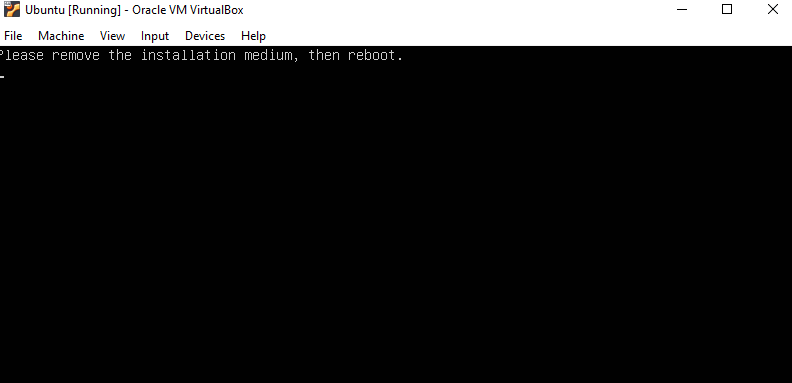 Ubuntu [Running] - Oracle VM VirtualBox
File Machine View Input Devices Help
Please remove the installation medium, then reboot.